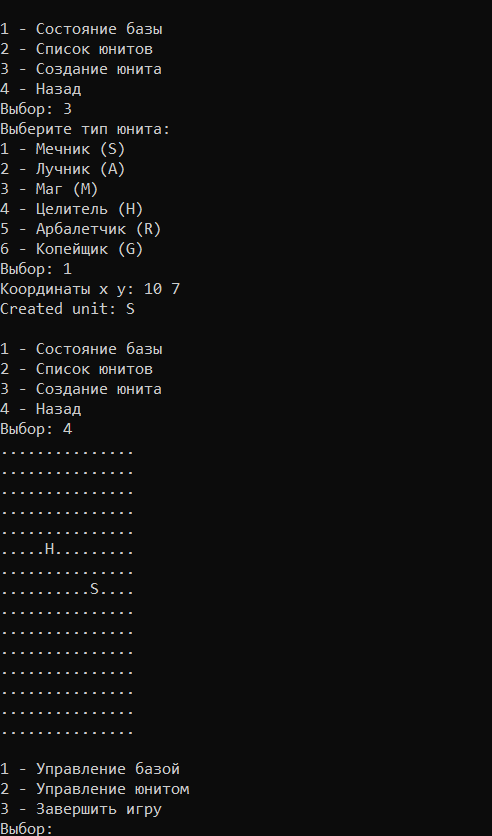 1 - Состояние базы
2 - Список юнитов
3 - Создание юнита
4 - Назад
Выбор: 3
Выберите тип юнита:
1 - Мечник (S)
2 - Лучник (A)
3 - Маг (M)
4 - Целитель (H)
5 - Арбалетчик (R)
6 - Копейщик (G)
Выбор: 1
Координаты x y: 10 7
Created unit: S
1 - Состояние базы
2 - Список юнитов
3 - Создание юнита
4 - Назад
Выбор: 4
...............
...............
...............
...............
...............
.....H.........
...............
..........S....
...............
...............
...............
...............
...............
...............
...............
1 - Управление базой
2 - Управление юнитом
3 - Завершить игру
Выбор: